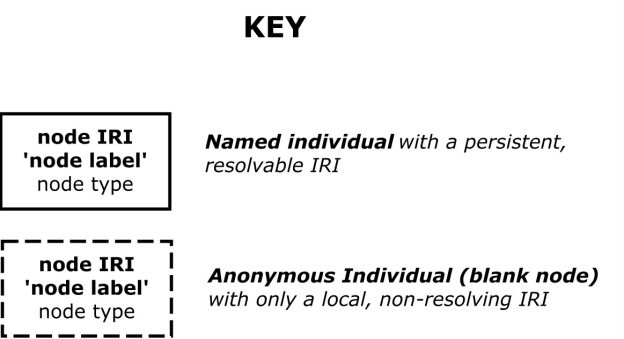 KEY
node IRI
'node label'
node type
Named individual with a persistent,
resolvable IRI
node IRI
'node label'
node type
Anonymous Individual (blank node)
with only a local, non-resolving IRI